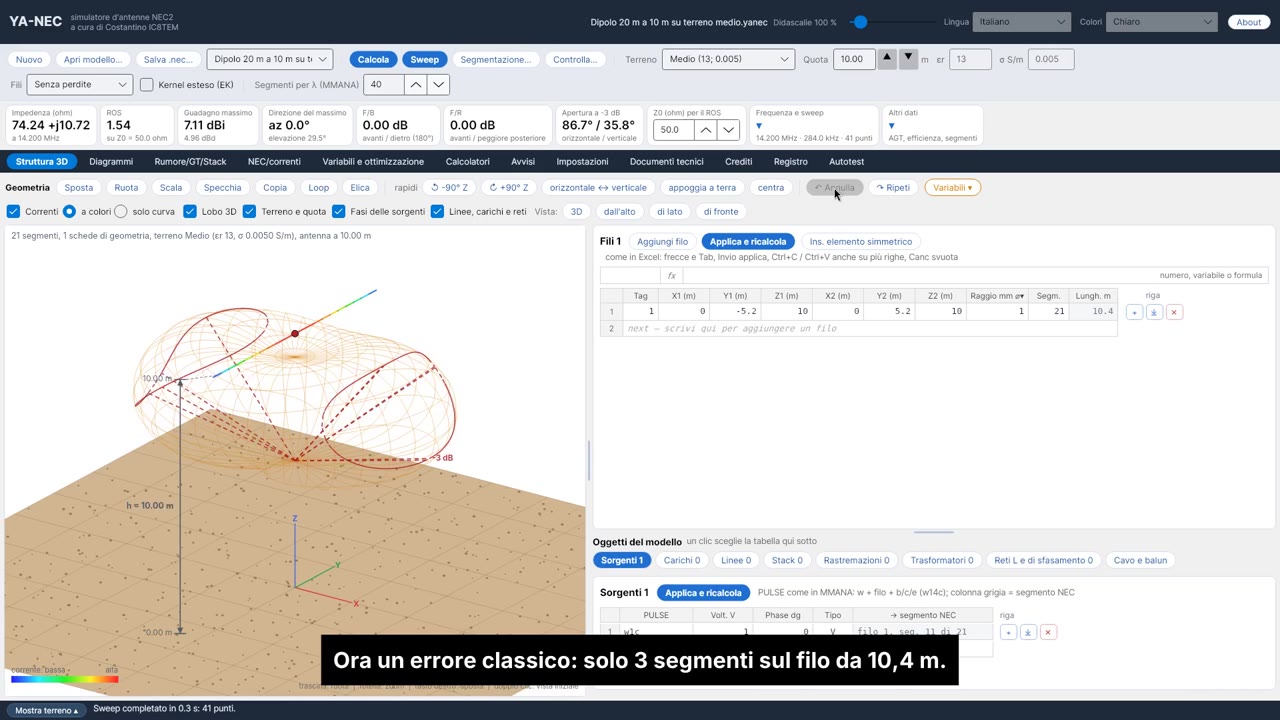 YA-NEC
simulatore d'antenne NEC2
a cura di Costantino IC8TEM
Dipolo 20 m a 10 m su terreno medio.yanec
Didascalie 100 %
Lingua
Italiano
Colori
Chiaro
About
Nuovo
Apri modello...
Salva .nec...
Dipolo 20 m a 10 m su te
Calcola
Sweep
Segmentazione...
Controlla...
Terreno
Medio (13; 0.005)
Quota
10.00
m
εr
13
σ S/m
0.005
Fili
Senza perdite
Kernel esteso (EK)
Segmenti per λ (MMANA)
40
Impedenza (ohm)
74.24 +j10.72
a 14.200 MHz
ROS
1.54
su Z0 = 50.0 ohm
Guadagno massimo
7.11 dBi
4.96 dBd
Direzione del massimo
az 0.0°
elevazione 29.5°
F/B
0.00 dB
avanti / dietro (180°)
F/R
0.00 dB
avanti / peggiore posteriore
Apertura a -3 dB
86.7° / 35.8°
orizzontale / verticale
Z0 (ohm) per il ROS
50.0
Frequenza e sweep
▾
14.200 MHz · 284.0 kHz · 41 punti
Altri dati
▾
AGT, efficienza, segmenti
Struttura 3D
Diagrammi
Rumore/GT/Stack
NEC/correnti
Variabili e ottimizzazione
Calcolatori
Avvisi
Impostazioni
Documenti tecnici
Crediti
Registro
Autotest
Geometria
Sposta
Ruota
Scala
Specchia
Copia
Loop
Elica
rapidi
↺ -90° Z
↻ +90° Z
orizzontale ↔ verticale
appoggia a terra
centra
↶ Annulla
↷ Ripeti
Variabili ▾
Correnti
a colori
solo curva
Lobo 3D
Terreno e quota
Fasi delle sorgenti
Linee, carichi e reti
Vista:
3D
dall'alto
di lato
di fronte
21 segmenti, 1 schede di geometria, terreno Medio (εr 13, σ 0.0050 S/m), antenna a 10.00 m
10.00 m
-3 dB
h = 10.00 m
Z
Y
X
0.00 m
corrente: bassa
alta
Fili 1
Aggiungi filo
Applica e ricalcola
Ins. elemento simmetrico
come in Excel: frecce e Tab, Invio applica, Ctrl+C / Ctrl+V anche su più righe, Canc svuota
fx
numero, variabile o formula
Tag X1 (m) Y1 (m) Z1 (m) X2 (m) Y2 (m) Z2 (m) Raggio mm ⌀▾ Segm. Lungh. m
riga
1 1 0 -5.2 10 0 5.2 10 1 21 10.4
2 next — scrivi qui per aggiungere un filo
Oggetti del modello
un clic sceglie la tabella qui sotto
Sorgenti 1
Carichi 0
Linee 0
Stack 0
Rastremazioni 0
Trasformatori 0
Reti L e di sfasamento 0
Cavo e balun
Sorgenti 1
Applica e ricalcola
PULSE come in MMANA: w + filo + b/c/e (w14c); colonna grigia = segmento NEC
PULSE Volt. V Phase dg Tipo → segmento NEC
riga
1 w1c 1 0 V filo 1, seg. 11 di 21
Ora un errore classico: solo 3 segmenti sul filo da 10,4 m.
Mostra terreno ▴
Sweep completato in 0.3 s: 41 punti.